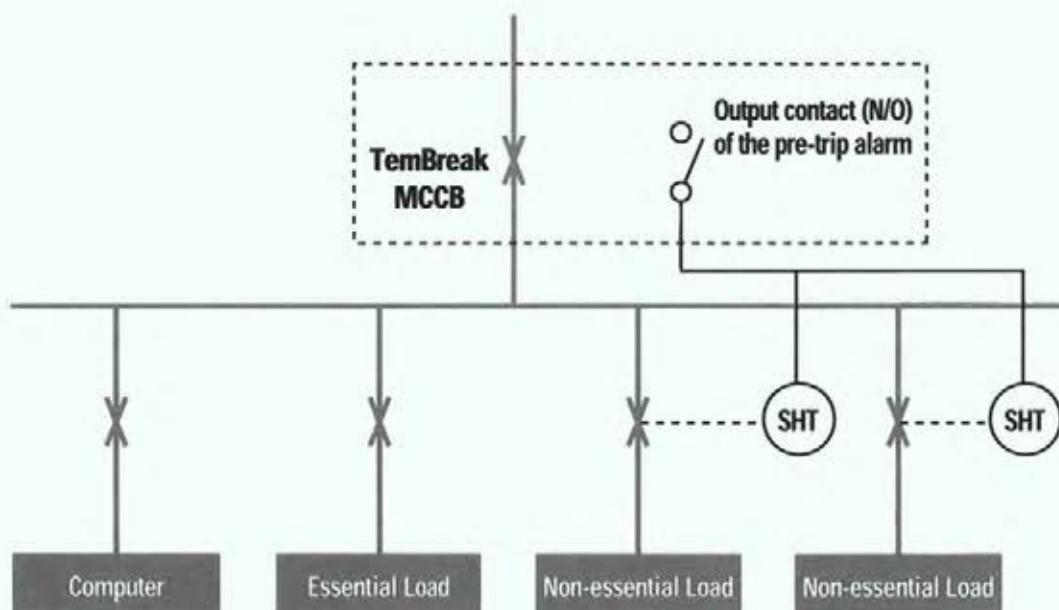 Output contact (N/O)
of the pre-trip alarm
TemBreak
MCCB
SHT
SHT
Computer
Essential Load
Non-essential Load
Non-essential Load